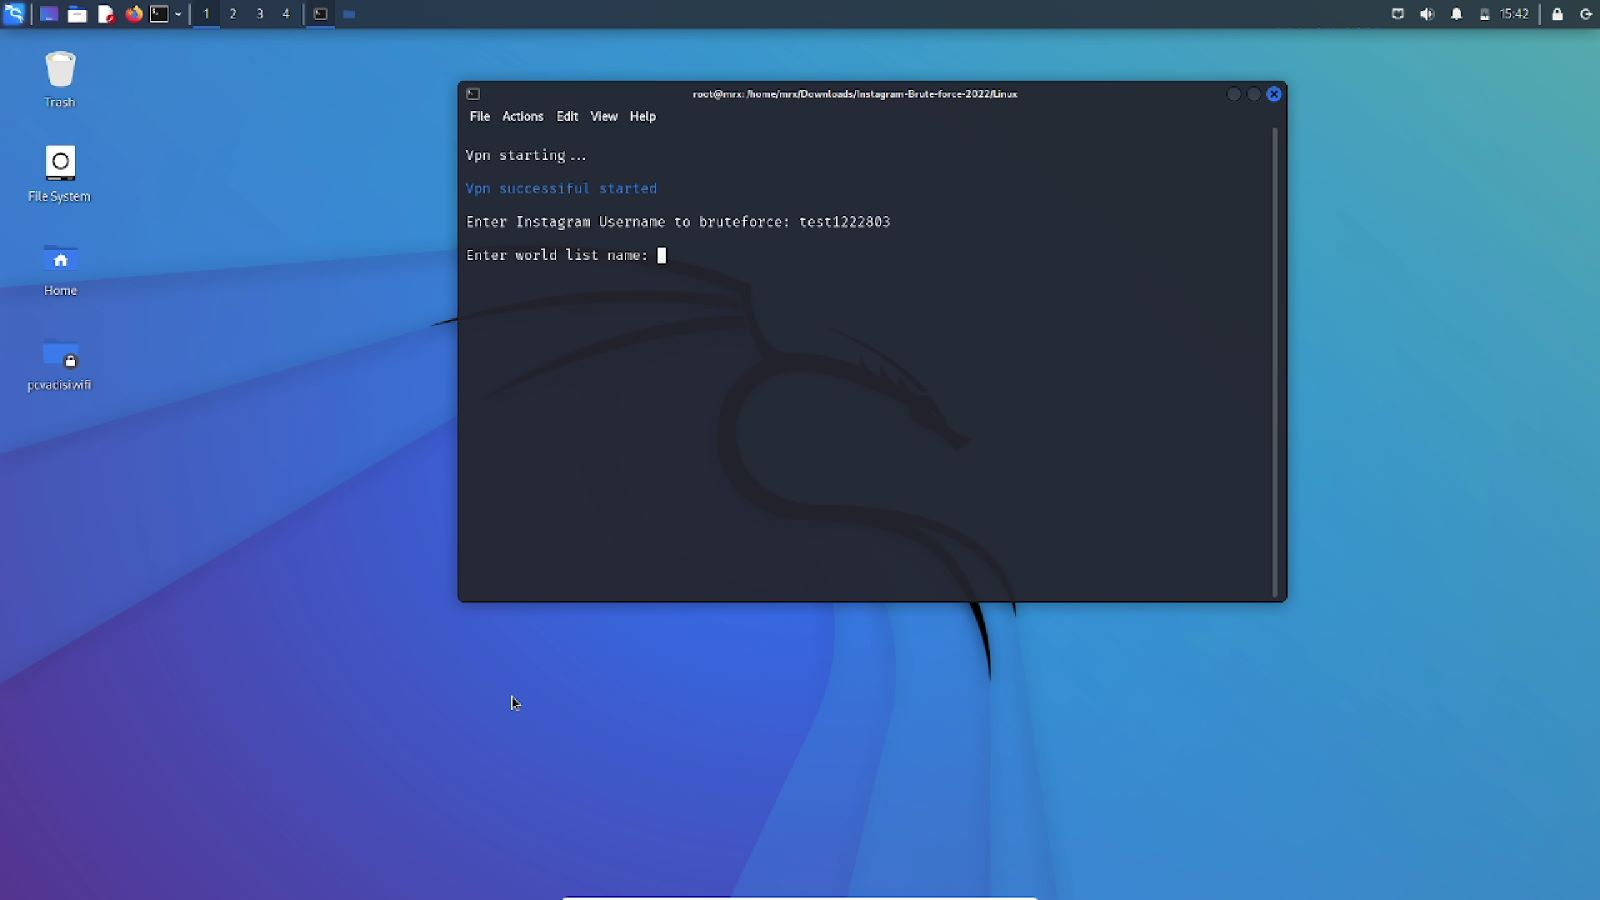 1 2 3 4
15:42
Trash
File System
Home
pcvadisiwifi
root@mrx: /home/mrx/Downloads/Instagram-Brute-force-2022/Linux
File Actions Edit View Help
Vpn starting...
Vpn successiful started
Enter Instagram Username to bruteforce: test1222803
Enter world list name: